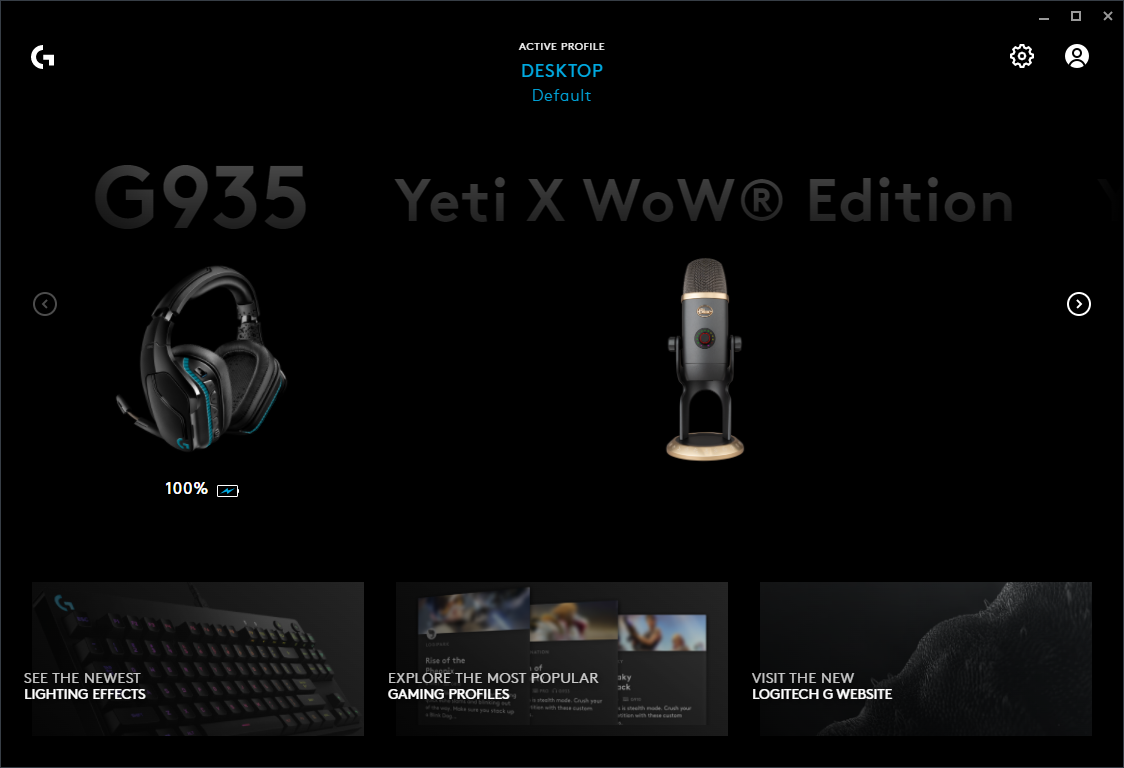 ACTIVE PROFILE
DESKTOP
Default
G935
Yeti X WoW® Edition
100%
SEE THE NEWEST
LIGHTING EFFECTS
Rise of the
EXPLORE THE MOST POPULAR
GAMING PROFILES
VISIT THE NEW
LOGITECH G WEBSITE